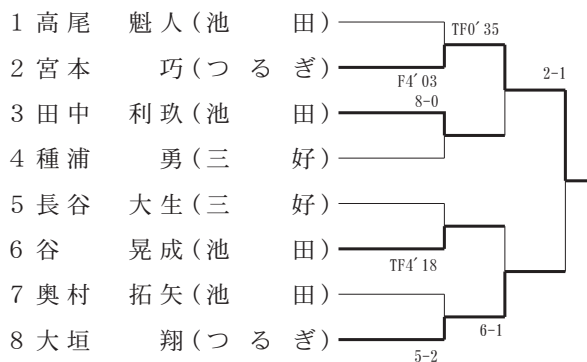 1 高尾 魁人(池田)
TF0′35
2 宮本 巧(つるぎ)
F4′03
2-1
3 田中 利玖(池田)
8-0
4 種浦 勇(三好)
5 長谷 大生(三好)
6 谷 晃成(池田)
TF4′18
7 奥村 拓矢(池田)
6-1
8 大垣 翔(つるぎ)
5-2